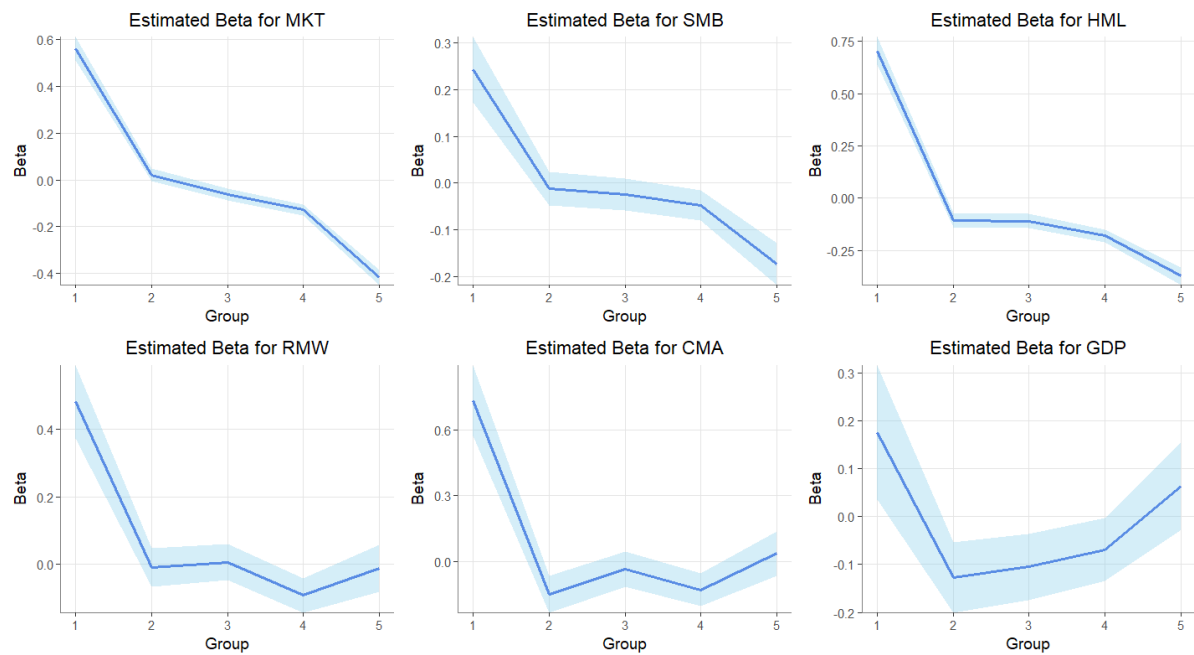 Estimated Beta for MKT
0.6
0.4
0.2
0.0
-0.2
-0.4
Beta
1 2 3 4 5
Group
Estimated Beta for SMB
0.3
0.2
0.1
0.0
-0.1
-0.2
Beta
1 2 3 4 5
Group
Estimated Beta for HML
0.75
0.50
0.25
0.00
-0.25
Beta
1 2 3 4 5
Group
Estimated Beta for RMW
0.4
0.2
0.0
Beta
1 2 3 4 5
Group
Estimated Beta for CMA
0.6
0.3
0.0
Beta
1 2 3 4 5
Group
Estimated Beta for GDP
0.3
0.2
0.1
0.0
-0.1
-0.2
Beta
1 2 3 4 5
Group